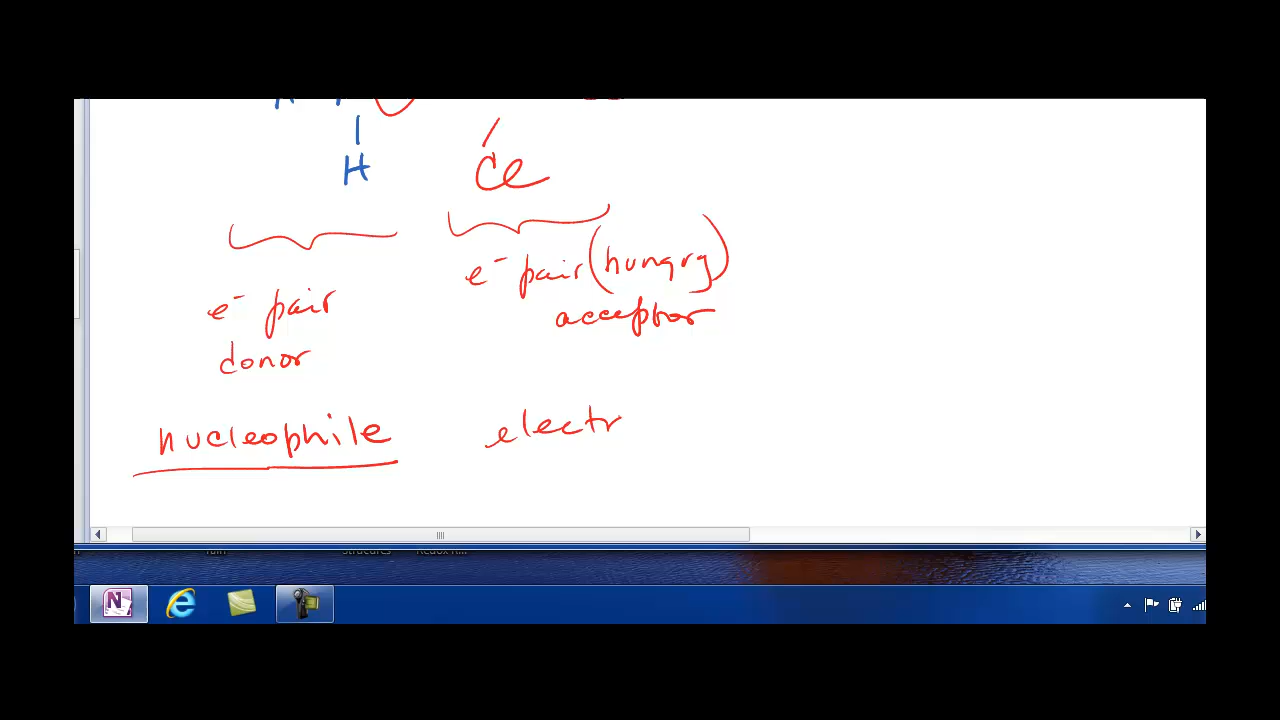 H
Cl
e⁻ pair (hungry)
acceptor
e⁻ pair
donor
nucleophile electr